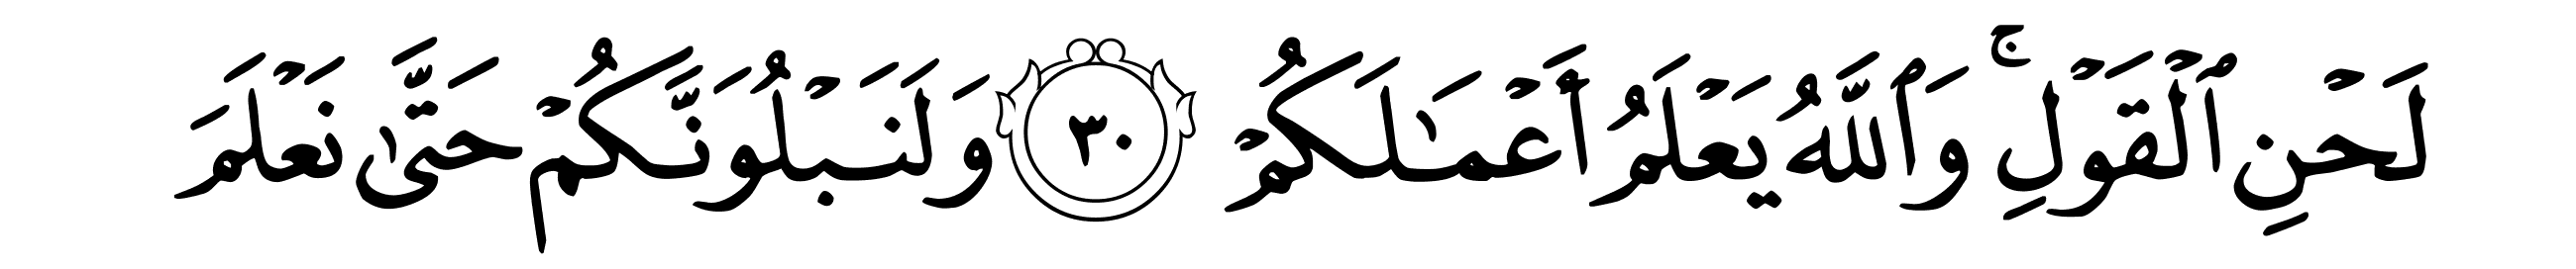 لَحْنِ ٱلْقَوْلِ ۚ وَٱللَّهُ يَعْلَمُ أَعْمَـٰلَكُمْ ٣٠ وَلَنَبْلُوَنَّكُمْ حَتَّىٰ نَعْلَمَ